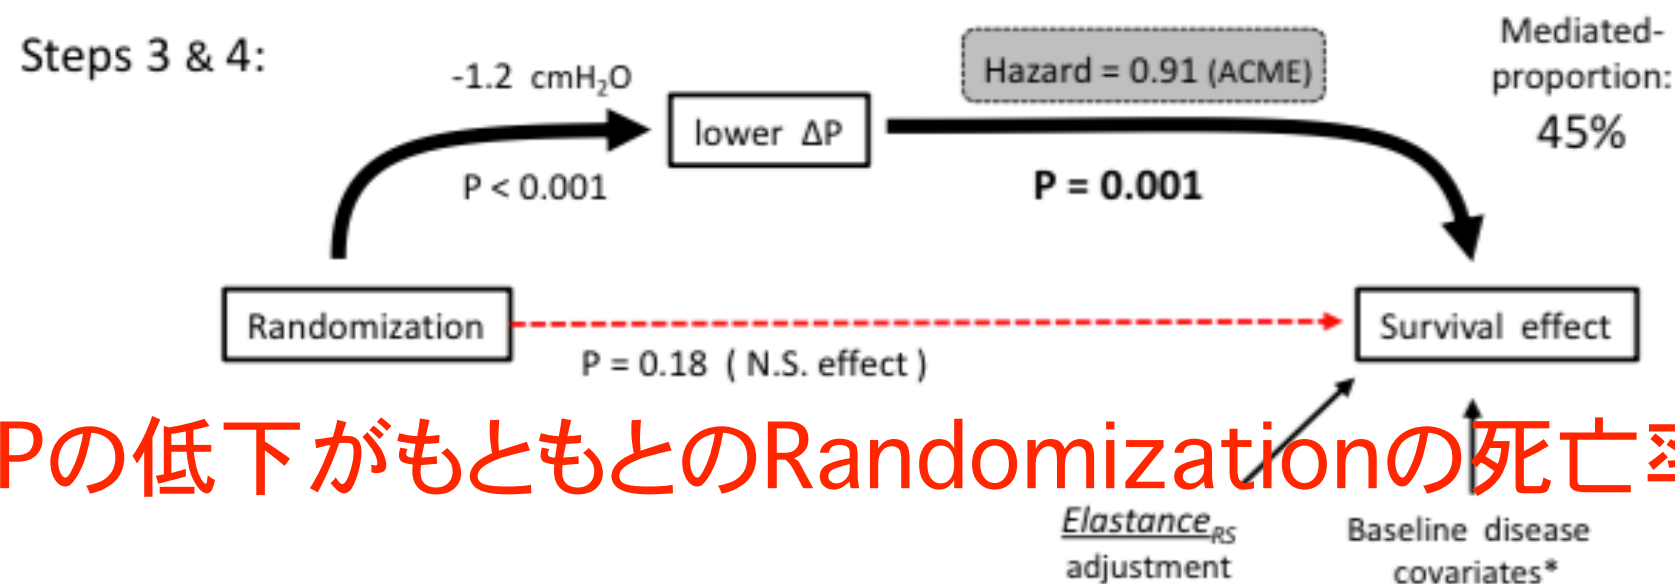 Steps 3 & 4:
-1.2 cmH₂O
P < 0.001
lower ΔP
Hazard = 0.91 (ACME)
P = 0.001
Mediated-
proportion:
45%
Randomization
P = 0.18 ( N.S. effect )
Survival effect
Pの低下がもともとのRandomizationの死亡
Elastance RS
adjustment
Baseline disease
covariates*